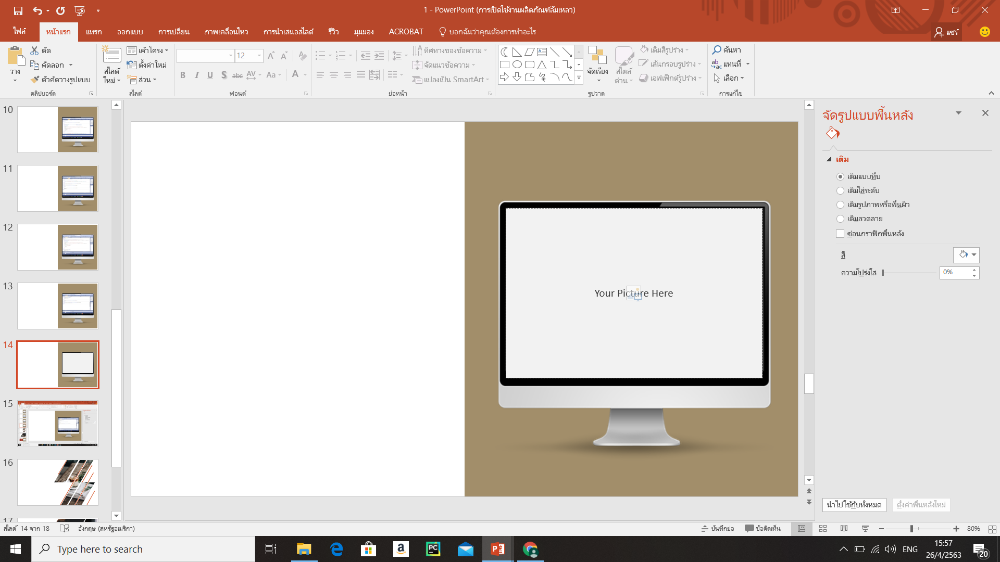 1 - PowerPoint (การเปิดใช้งานผลิตภัณฑ์ล้มเหลว)
ไฟล์ หน้าแรก แทรก ออกแบบ การเปลี่ยน ภาพเคลื่อนไหว การนำเสนอสไลด์ รีวิว มุมมอง ACROBAT บอกฉันว่าคุณต้องการทำอะไร แชร์
วาง
ตัด
คัดลอก
ตัวคัดวางรูปแบบ
คลิปบอร์ด
สไลด์
ใหม่
เค้าโครง
ตั้งค่าใหม่
ส่วน
สไลด์
12
B I U S abc AV Aa A
ฟอนต์
ทิศทางของข้อความ
จัดแนวข้อความ
แปลงเป็น SmartArt
ย่อหน้า
จัดเรียง
สไตล์
ด่วน
เติมสีรูปร่าง
เส้นกรอบรูปร่าง
เอฟเฟ็กต์รูปร่าง
รูปวาด
ค้นหา
แทนที่
เลือก
การแก้ไข
10
11
12
13
14
15
16
17
Your Picture Here
จัดรูปแบบพื้นหลัง
เติม
เติมแบบทึบ
เติมไล่ระดับ
เติมรูปภาพหรือพื้นผิว
เติมลวดลาย
ซ่อนกราฟิกพื้นหลัง
สี
ความโปร่งใส 0%
นำไปใช้กับทั้งหมด ตั้งค่าพื้นหลังใหม่
สไลด์ 14 จาก 18 อังกฤษ (สหรัฐอเมริกา) บันทึกย่อ ข้อคิดเห็น 80%
Type here to search
ENG
15:57
26/4/2563
20